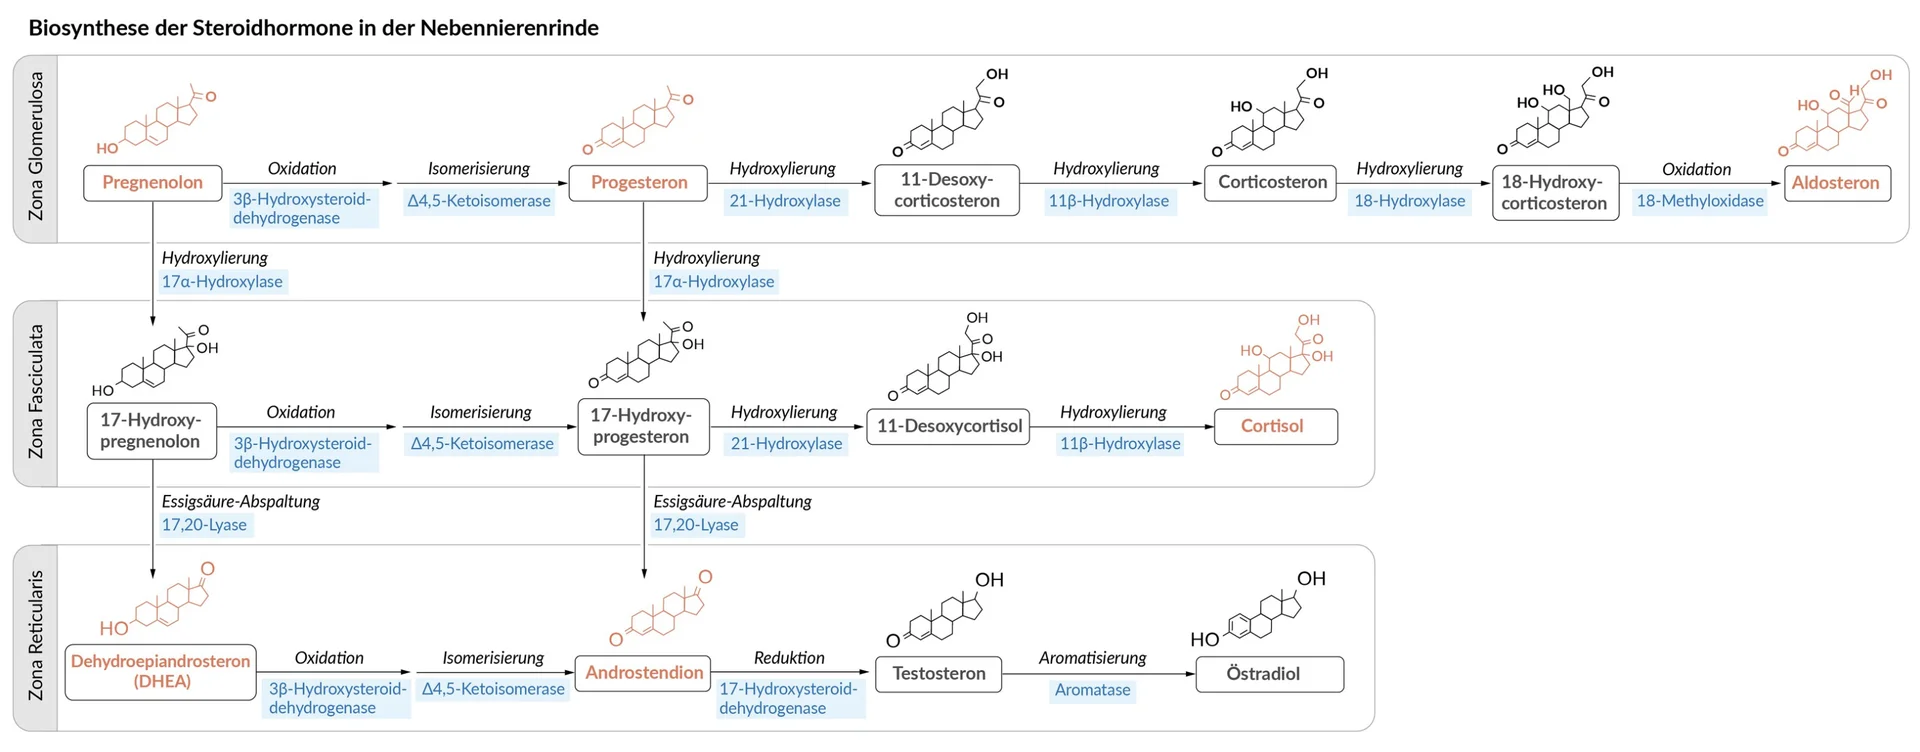 Biosynthese der Steroidhormone in der Nebennierenrinde
Zona Glomerulosa
HO
O
O
O
O
OH
O
O
HO
OH
O
O
HO
HO
OH
O
O
HO
O
H
OH
O
Pregnenolon
Oxidation
3β-Hydroxysteroid-
dehydrogenase
Isomerisierung
Δ4,5-Ketoisomerase
Progesteron
Hydroxylierung
21-Hydroxylase
11-Desoxy-
corticosteron
Hydroxylierung
11β-Hydroxylase
Corticosteron
Hydroxylierung
18-Hydroxylase
18-Hydroxy-
corticosteron
Oxidation
18-Methyloxidase
Aldosteron
Hydroxylierung
17α-Hydroxylase
Hydroxylierung
17α-Hydroxylase
Zona Fasciculata
HO
O
OH
O
O
OH
O
OH
O
OH
O
HO
OH
O
OH
17-Hydroxy-
pregnenolon
Oxidation
3β-Hydroxysteroid-
dehydrogenase
Isomerisierung
Δ4,5-Ketoisomerase
17-Hydroxy-
progesteron
Hydroxylierung
21-Hydroxylase
11-Desoxycortisol
Hydroxylierung
11β-Hydroxylase
Cortisol
Essigsäure-Abspaltung
17,20-Lyase
Essigsäure-Abspaltung
17,20-Lyase
Zona Reticularis
HO
O
O
O
O
OH
HO
OH
Dehydroepiandrosteron
(DHEA)
Oxidation
3β-Hydroxysteroid-
dehydrogenase
Isomerisierung
Δ4,5-Ketoisomerase
Androstendion
Reduktion
17-Hydroxysteroid-
dehydrogenase
Testosteron
Aromatisierung
Aromatase
Östradiol